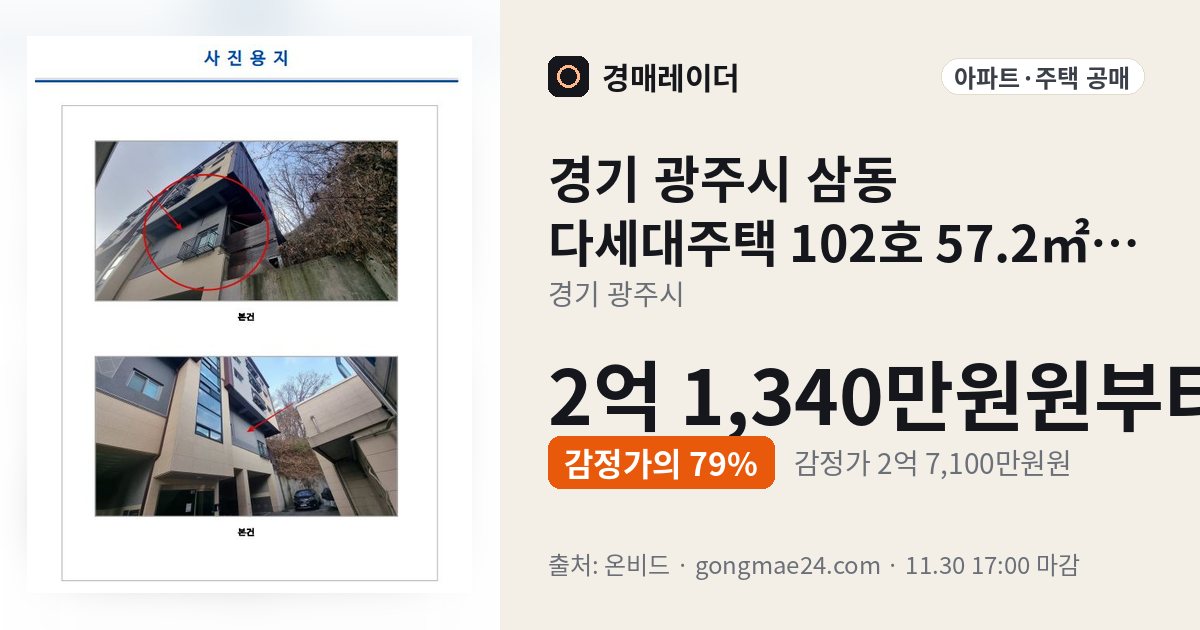 사진용지
본건
본건
경매레이더
아파트·주택 공매
경기 광주시 삼동
다세대주택 102호 57.2㎡…
경기 광주시
2억 1,340만원원부터
감정가의 79%
감정가 2억 7,100만원원
출처: 온비드 · gongmae24.com · 11.30 17:00 마감